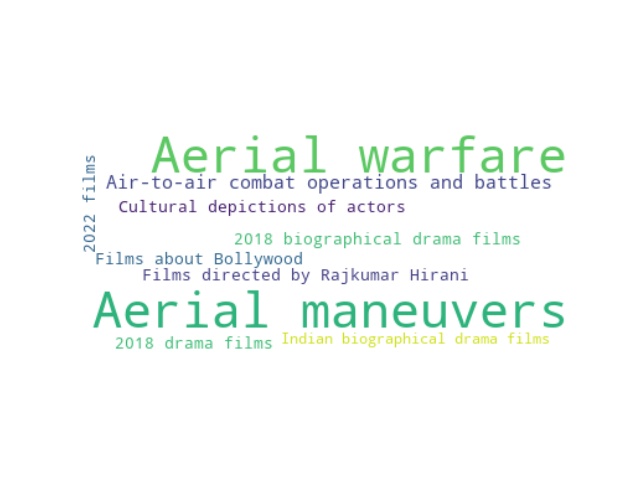 Aerial warfare
Air-to-air combat operations and battles
2022 films
Cultural depictions of actors
2018 biographical drama films
Films about Bollywood
Films directed by Rajkumar Hirani
Aerial maneuvers
2018 drama films
Indian biographical drama films